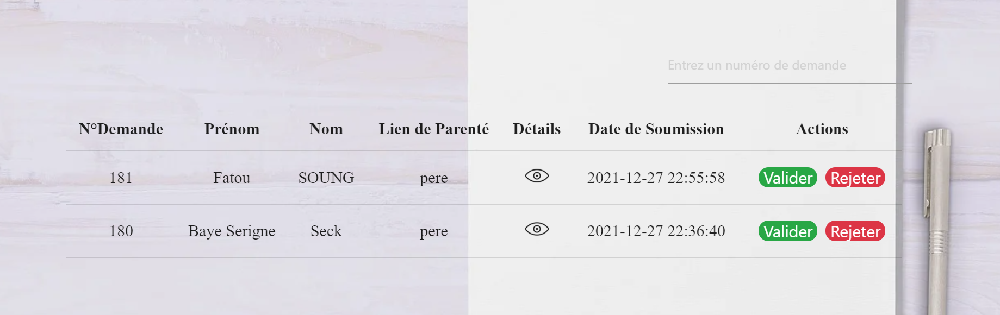 Entrez un numéro de demande
N°Demande Prénom Nom Lien de Parenté Détails Date de Soumission Actions
181 Fatou SOUNG pere 2021-12-27 22:55:58 Valider Rejeter
180 Baye Serigne Seck pere 2021-12-27 22:36:40 Valider Rejeter